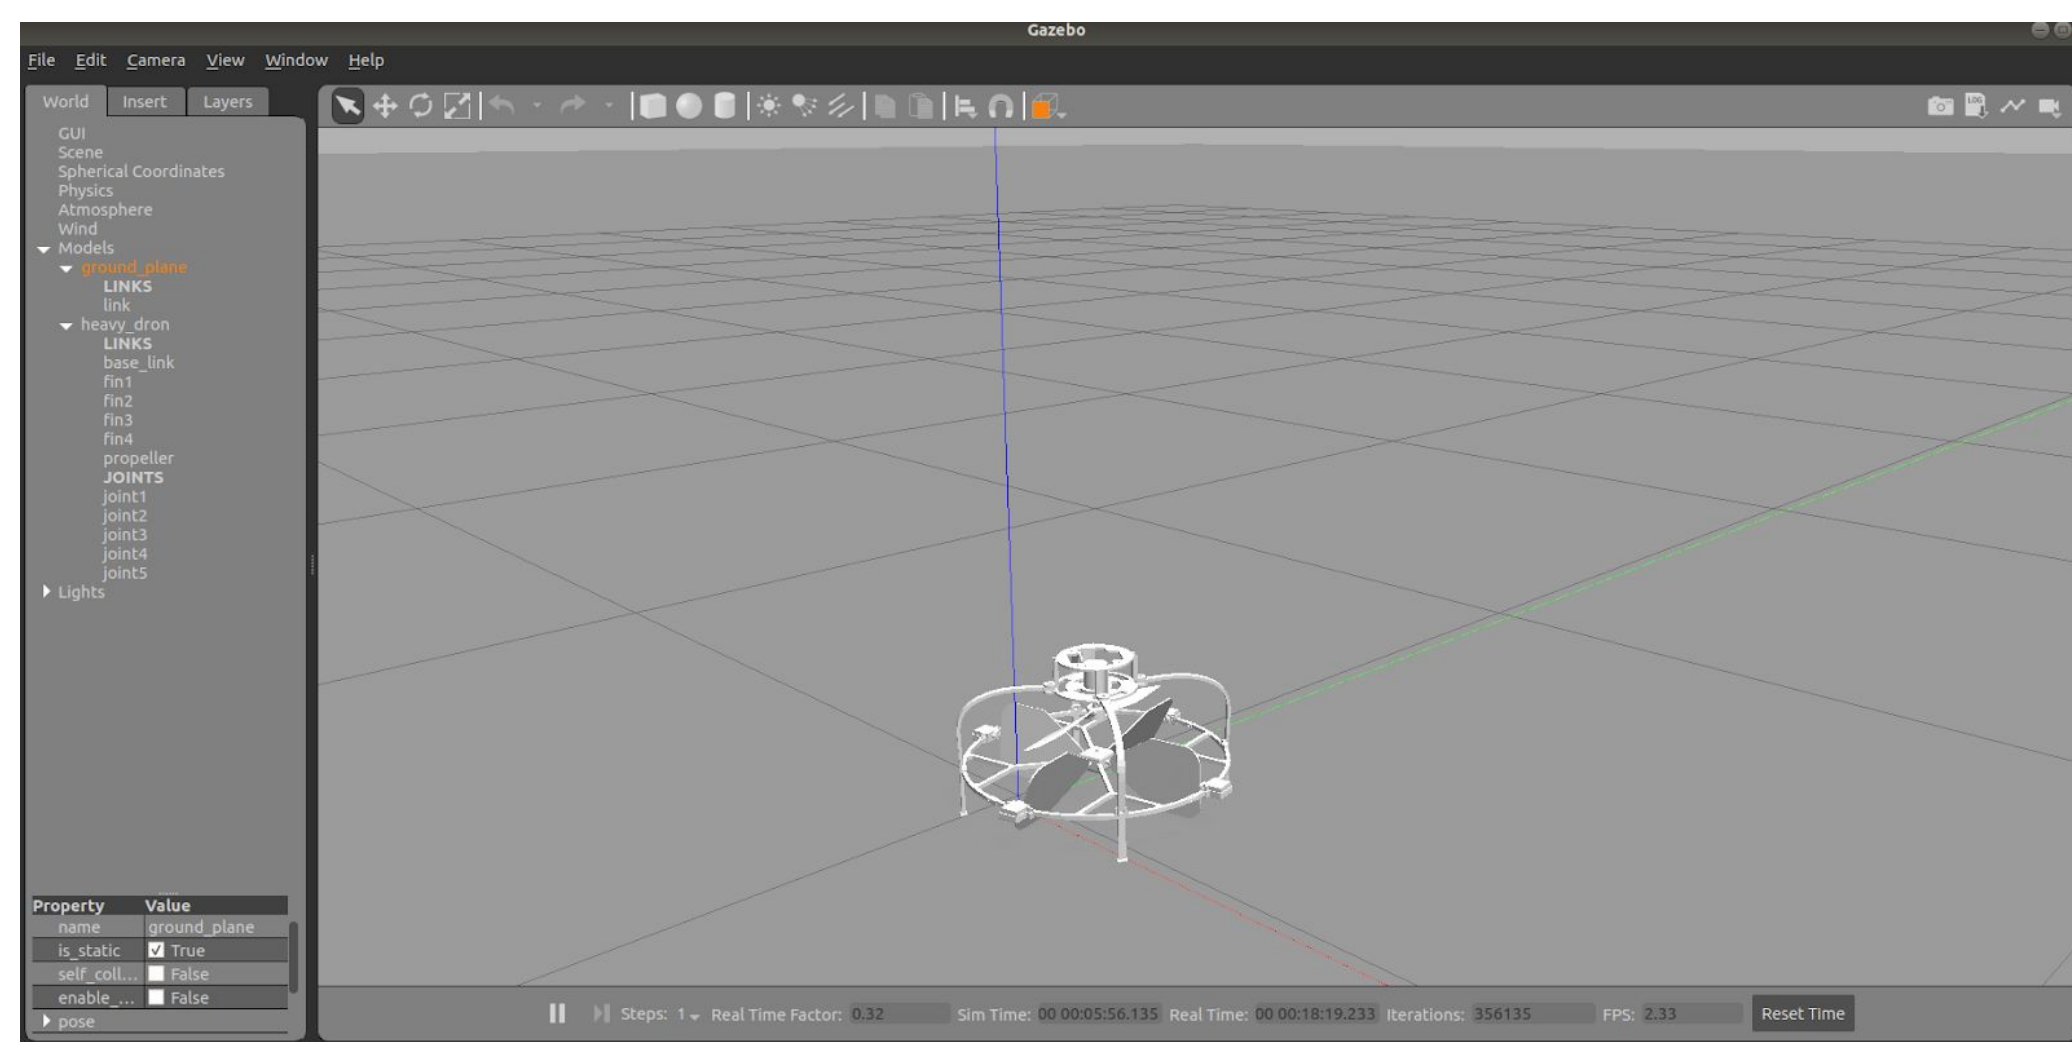 Gazebo
File Edit Camera View Window Help
World Insert Layers
GUI
Scene
Spherical Coordinates
Physics
Atmosphere
Wind
Models
ground_plane
LINKS
link
heavy_dron
LINKS
base_link
fin1
fin2
fin3
fin4
propeller
JOINTS
joint1
joint2
joint3
joint4
joint5
Lights
LOG
Property Value
name ground_plane
is_static True
self_coll... False
enable_... False
pose
Steps: 1 Real Time Factor: 0.32 Sim Time: 00 00:05:56.135 Real Time: 00 00:18:19.233 Iterations: 356135 FPS: 2.33 Reset Time